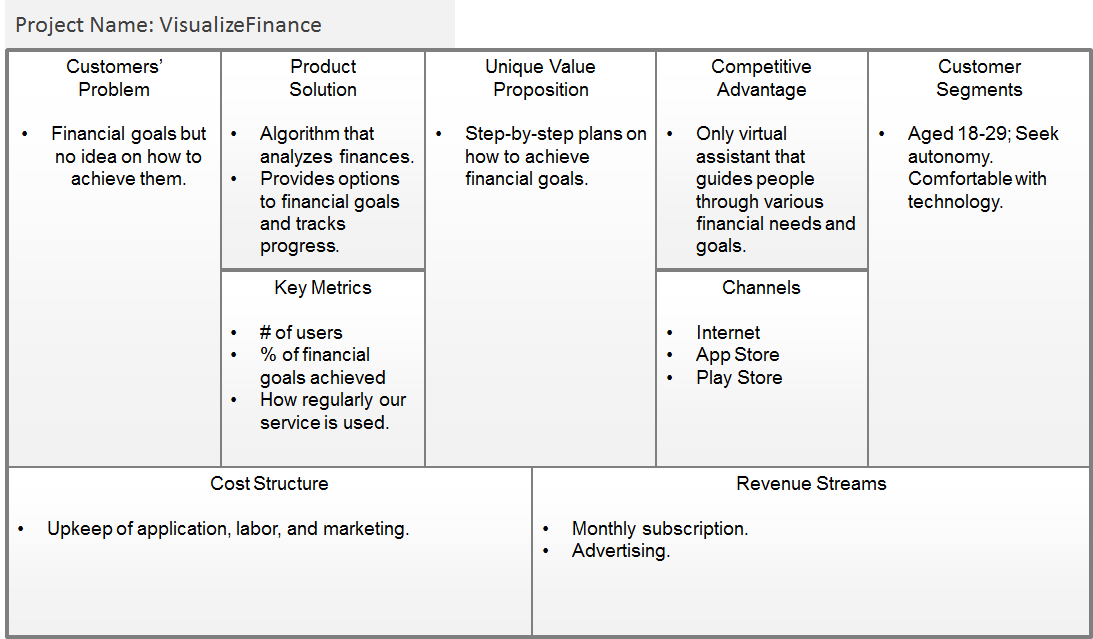 Project Name: VisualizeFinance
Customers’
Problem
• Financial goals but
no idea on how to
achieve them.
Product
Solution
• Algorithm that
analyzes finances.
• Provides options
to financial goals
and tracks
progress.
Key Metrics
• # of users
• % of financial
goals achieved
• How regularly our
service is used.
Unique Value
Proposition
• Step-by-step plans on
how to achieve
financial goals.
Competitive
Advantage
• Only virtual
assistant that
guides people
through various
financial needs and
goals.
Channels
• Internet
• App Store
• Play Store
Customer
Segments
• Aged 18-29; Seek
autonomy.
Comfortable with
technology.
Cost Structure
• Upkeep of application, labor, and marketing.
Revenue Streams
• Monthly subscription.
• Advertising.